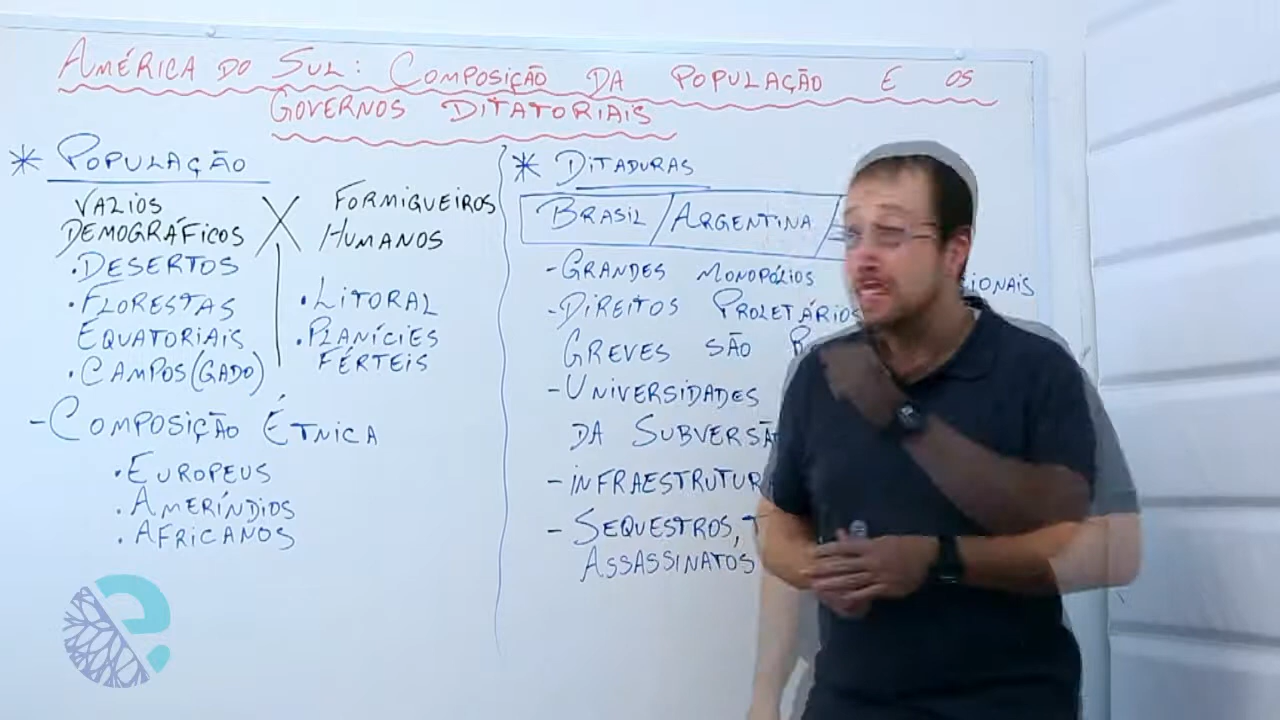 América do Sul: Composição da População e os
Governos Ditatoriais
* População
Vazios
Demográficos
X
Formigueiros
Humanos
• Desertos
• Florestas
Equatoriais
• Campos (Gado)
• Litoral
• Planícies
Férteis
- Composição Étnica
• Europeus
• Ameríndios
• Africanos
* Ditaduras
Brasil / Argentina /
- Grandes monopólios
- Direitos Proletários
Greves são
- Universidades
da Subversão
- Infraestrutura
- Sequestros,
Assassinatos